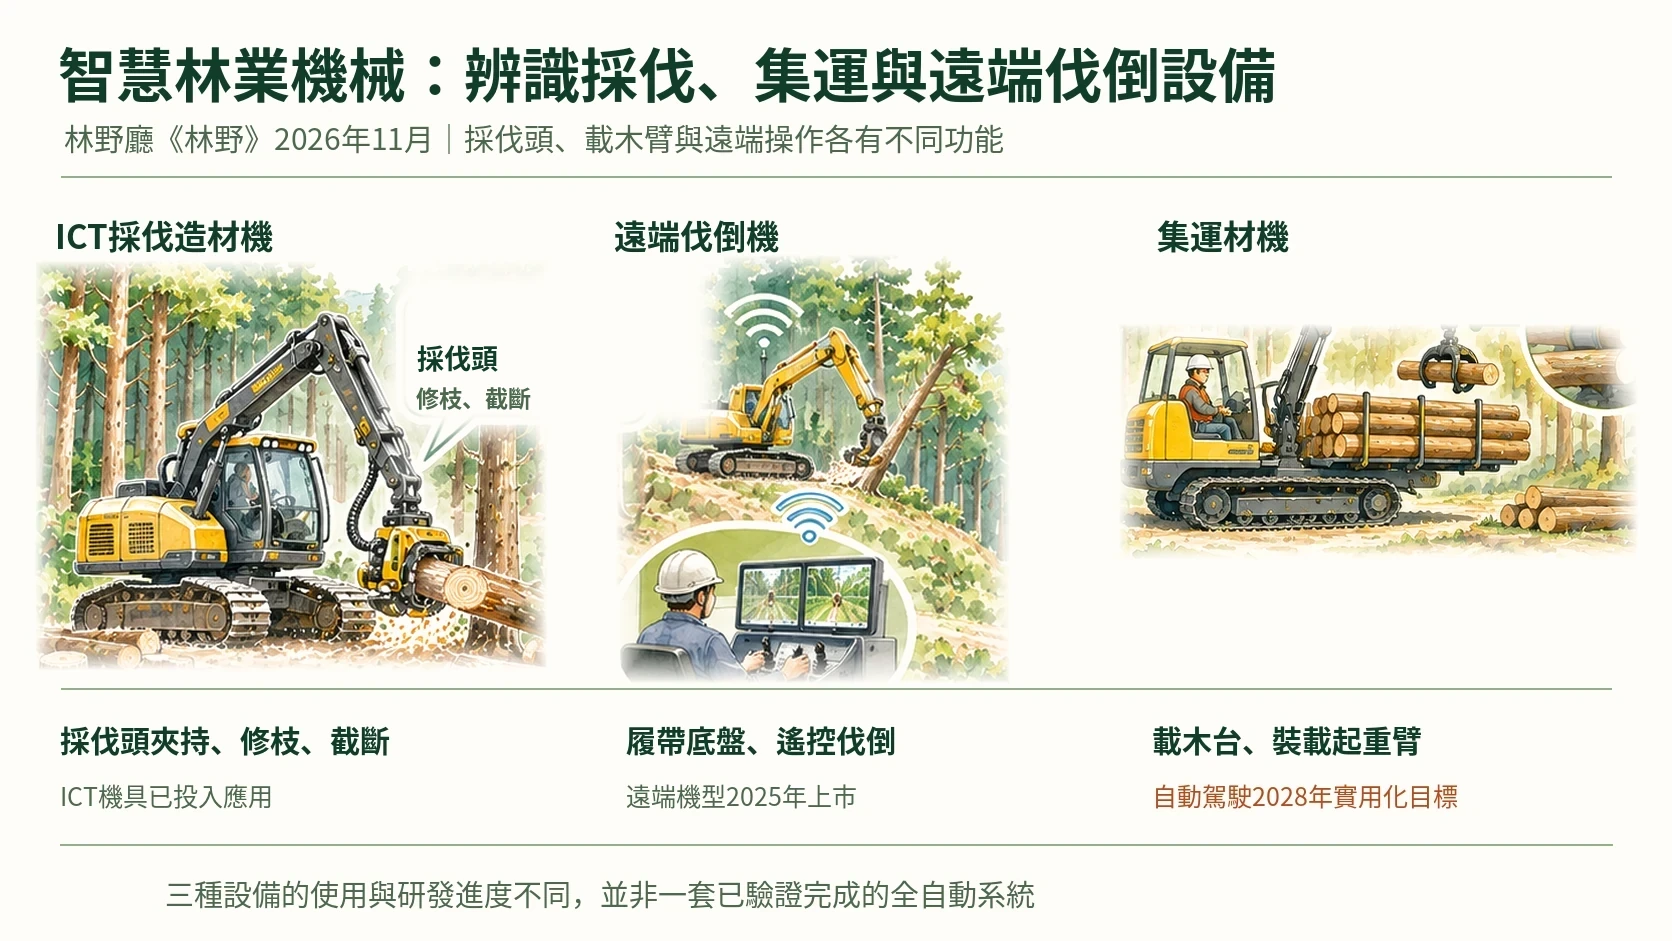 智慧林業機械：辨識採伐、集運與遠端伐倒設備
林野廳《林野》2026年11月｜採伐頭、載木臂與遠端操作各有不同功能
ICT採伐造材機
遠端伐倒機
集運材機
採伐頭
修枝、截斷
採伐頭夾持、修枝、截斷
履帶底盤、遙控伐倒
載木台、裝載起重臂
ICT機具已投入應用
遠端機型2025年上市
自動駕駛2028年實用化目標
三種設備的使用與研發進度不同，並非一套已驗證完成的全自動系統